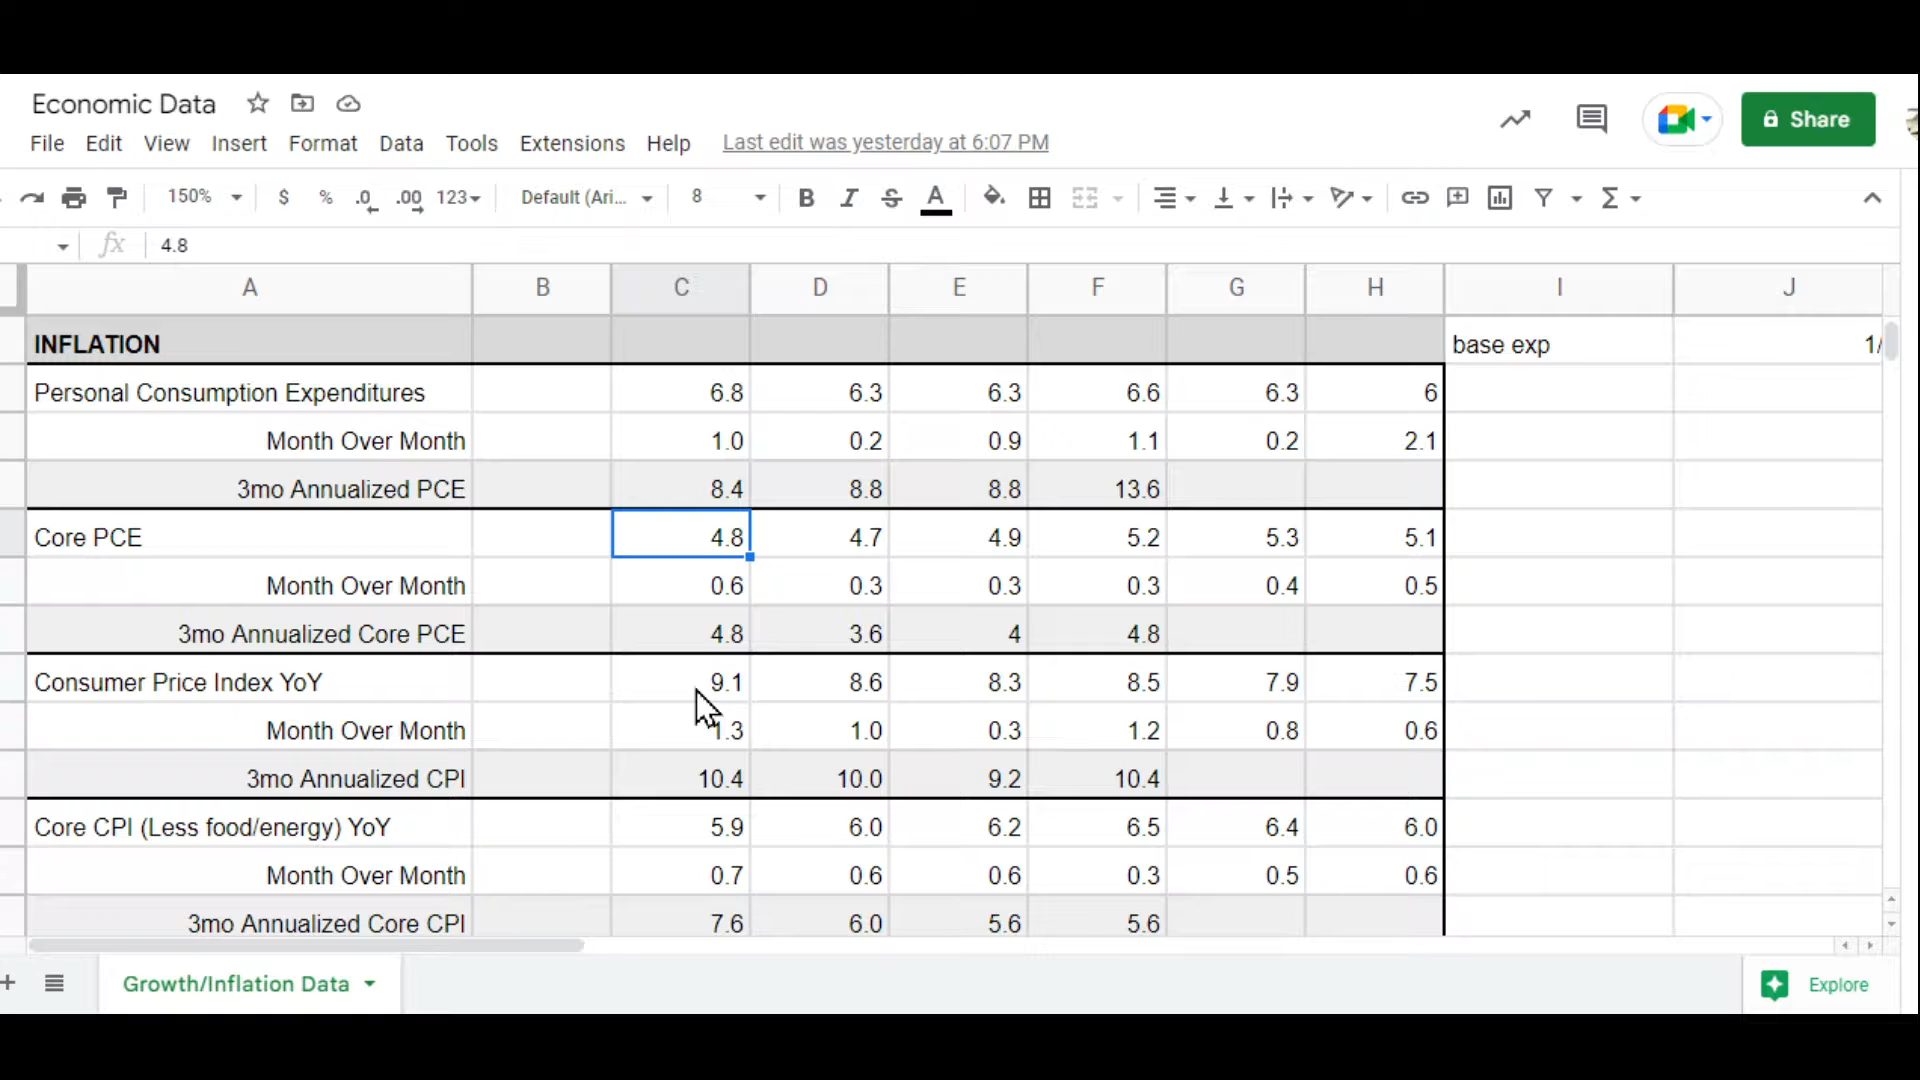 Economic Data
File Edit View Insert Format Data Tools Extensions Help Last edit was yesterday at 6:07 PM
Share
150% $ % .0 .00 123 Default (Ari... 8 B I S A Σ
fx 4.8
A B C D E F G H I J
INFLATION base exp 1/
Personal Consumption Expenditures 6.8 6.3 6.3 6.6 6.3 6
Month Over Month 1.0 0.2 0.9 1.1 0.2 2.1
3mo Annualized PCE 8.4 8.8 8.8 13.6
Core PCE 4.8 4.7 4.9 5.2 5.3 5.1
Month Over Month 0.6 0.3 0.3 0.3 0.4 0.5
3mo Annualized Core PCE 4.8 3.6 4 4.8
Consumer Price Index YoY 9.1 8.6 8.3 8.5 7.9 7.5
Month Over Month 1.3 1.0 0.3 1.2 0.8 0.6
3mo Annualized CPI 10.4 10.0 9.2 10.4
Core CPI (Less food/energy) YoY 5.9 6.0 6.2 6.5 6.4 6.0
Month Over Month 0.7 0.6 0.6 0.3 0.5 0.6
3mo Annualized Core CPI 7.6 6.0 5.6 5.6
Growth/Inflation Data
Explore